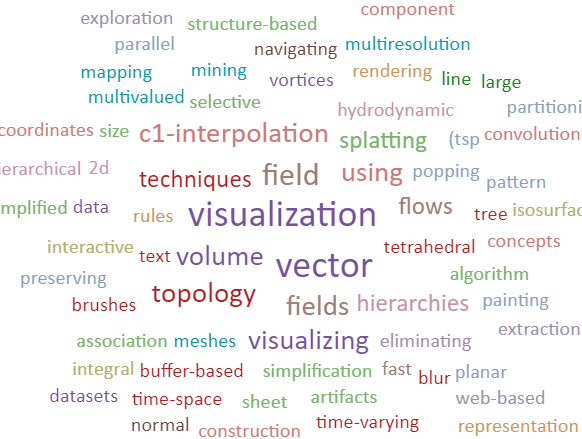 component
exploration structure-based
parallel navigating multiresolution
mapping mining vortices rendering line large
multivalued selective hydrodynamic partitioni
coordinates size c1-interpolation splatting (tsp convolution
ierarchical 2d techniques field using popping pattern
mplified data rules visualization flows tree isosurfac
interactive text volume vector tetrahedral concepts
preserving algorithm
brushes topology fields hierarchies painting
association meshes visualizing eliminating extraction
integral buffer-based simplification fast blur planar
datasets time-space sheet artifacts web-based
normal construction time-varying representation